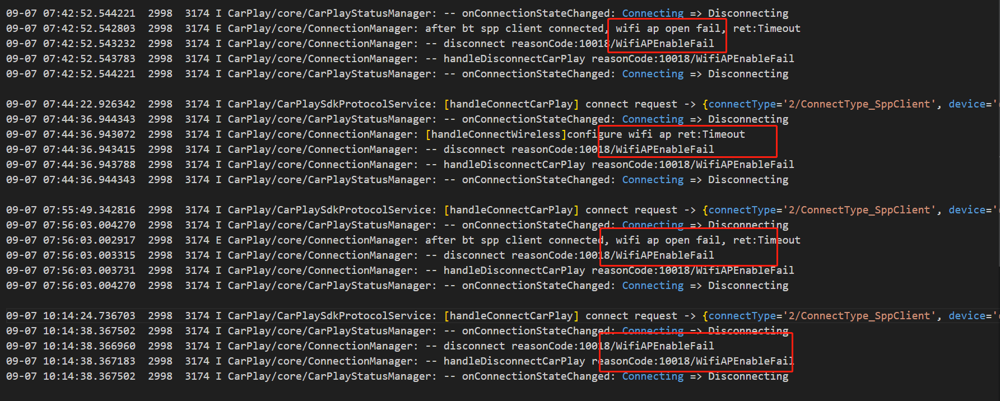 09-07 07:42:52.544221  2998  3174 I CarPlay/core/CarPlayStatusManager: -- onConnectionStateChanged: Connecting => Disconnecting
09-07 07:42:52.542803  2998  3174 E CarPlay/core/ConnectionManager: after bt spp client connected, wifi ap open fail, ret:Timeout
09-07 07:42:52.543232  2998  3174 I CarPlay/core/ConnectionManager: -- disconnect reasonCode:10018/WifiAPEnableFail
09-07 07:42:52.543783  2998  3174 I CarPlay/core/ConnectionManager: -- handleDisconnectCarPlay reasonCode:10018/WifiAPEnableFail
09-07 07:42:52.544221  2998  3174 I CarPlay/core/CarPlayStatusManager: -- onConnectionStateChanged: Connecting => Disconnecting
09-07 07:44:22.926342  2998  3174 I CarPlay/CarPlaySdkProtocolService: [handleConnectCarPlay] connect request -> {connectType='2/ConnectType_SppClient', device='
09-07 07:44:36.944343  2998  3174 I CarPlay/core/CarPlayStatusManager: -- onConnectionStateChanged: Connecting => Disconnecting
09-07 07:44:36.943072  2998  3174 I CarPlay/core/ConnectionManager: [handleConnectWireless]configure wifi ap ret:Timeout
09-07 07:44:36.943415  2998  3174 I CarPlay/core/ConnectionManager: -- disconnect reasonCode:10018/WifiAPEnableFail
09-07 07:44:36.943788  2998  3174 I CarPlay/core/ConnectionManager: -- handleDisconnectCarPlay reasonCode:10018/WifiAPEnableFail
09-07 07:44:36.944343  2998  3174 I CarPlay/core/CarPlayStatusManager: -- onConnectionStateChanged: Connecting => Disconnecting
09-07 07:55:49.342816  2998  3174 I CarPlay/CarPlaySdkProtocolService: [handleConnectCarPlay] connect request -> {connectType='2/ConnectType_SppClient', device='
09-07 07:56:03.004270  2998  3174 I CarPlay/core/CarPlayStatusManager: -- onConnectionStateChanged: Connecting => Disconnecting
09-07 07:56:03.002917  2998  3174 E CarPlay/core/ConnectionManager: after bt spp client connected, wifi ap open fail, ret:Timeout
09-07 07:56:03.003315  2998  3174 I CarPlay/core/ConnectionManager: -- disconnect reasonCode:10018/WifiAPEnableFail
09-07 07:56:03.003731  2998  3174 I CarPlay/core/ConnectionManager: -- handleDisconnectCarPlay reasonCode:10018/WifiAPEnableFail
09-07 07:56:03.004270  2998  3174 I CarPlay/core/CarPlayStatusManager: -- onConnectionStateChanged: Connecting => Disconnecting
09-07 10:14:24.736703  2998  3174 I CarPlay/CarPlaySdkProtocolService: [handleConnectCarPlay] connect request -> {connectType='2/ConnectType_SppClient', device='
09-07 10:14:38.367502  2998  3174 I CarPlay/core/CarPlayStatusManager: -- onConnectionStateChanged: Connecting => Disconnecting
09-07 10:14:38.366960  2998  3174 I CarPlay/core/ConnectionManager: -- disconnect reasonCode:10018/WifiAPEnableFail
09-07 10:14:38.367183  2998  3174 I CarPlay/core/ConnectionManager: -- handleDisconnectCarPlay reasonCode:10018/WifiAPEnableFail
09-07 10:14:38.367502  2998  3174 I CarPlay/core/CarPlayStatusManager: -- onConnectionStateChanged: Connecting => Disconnecting